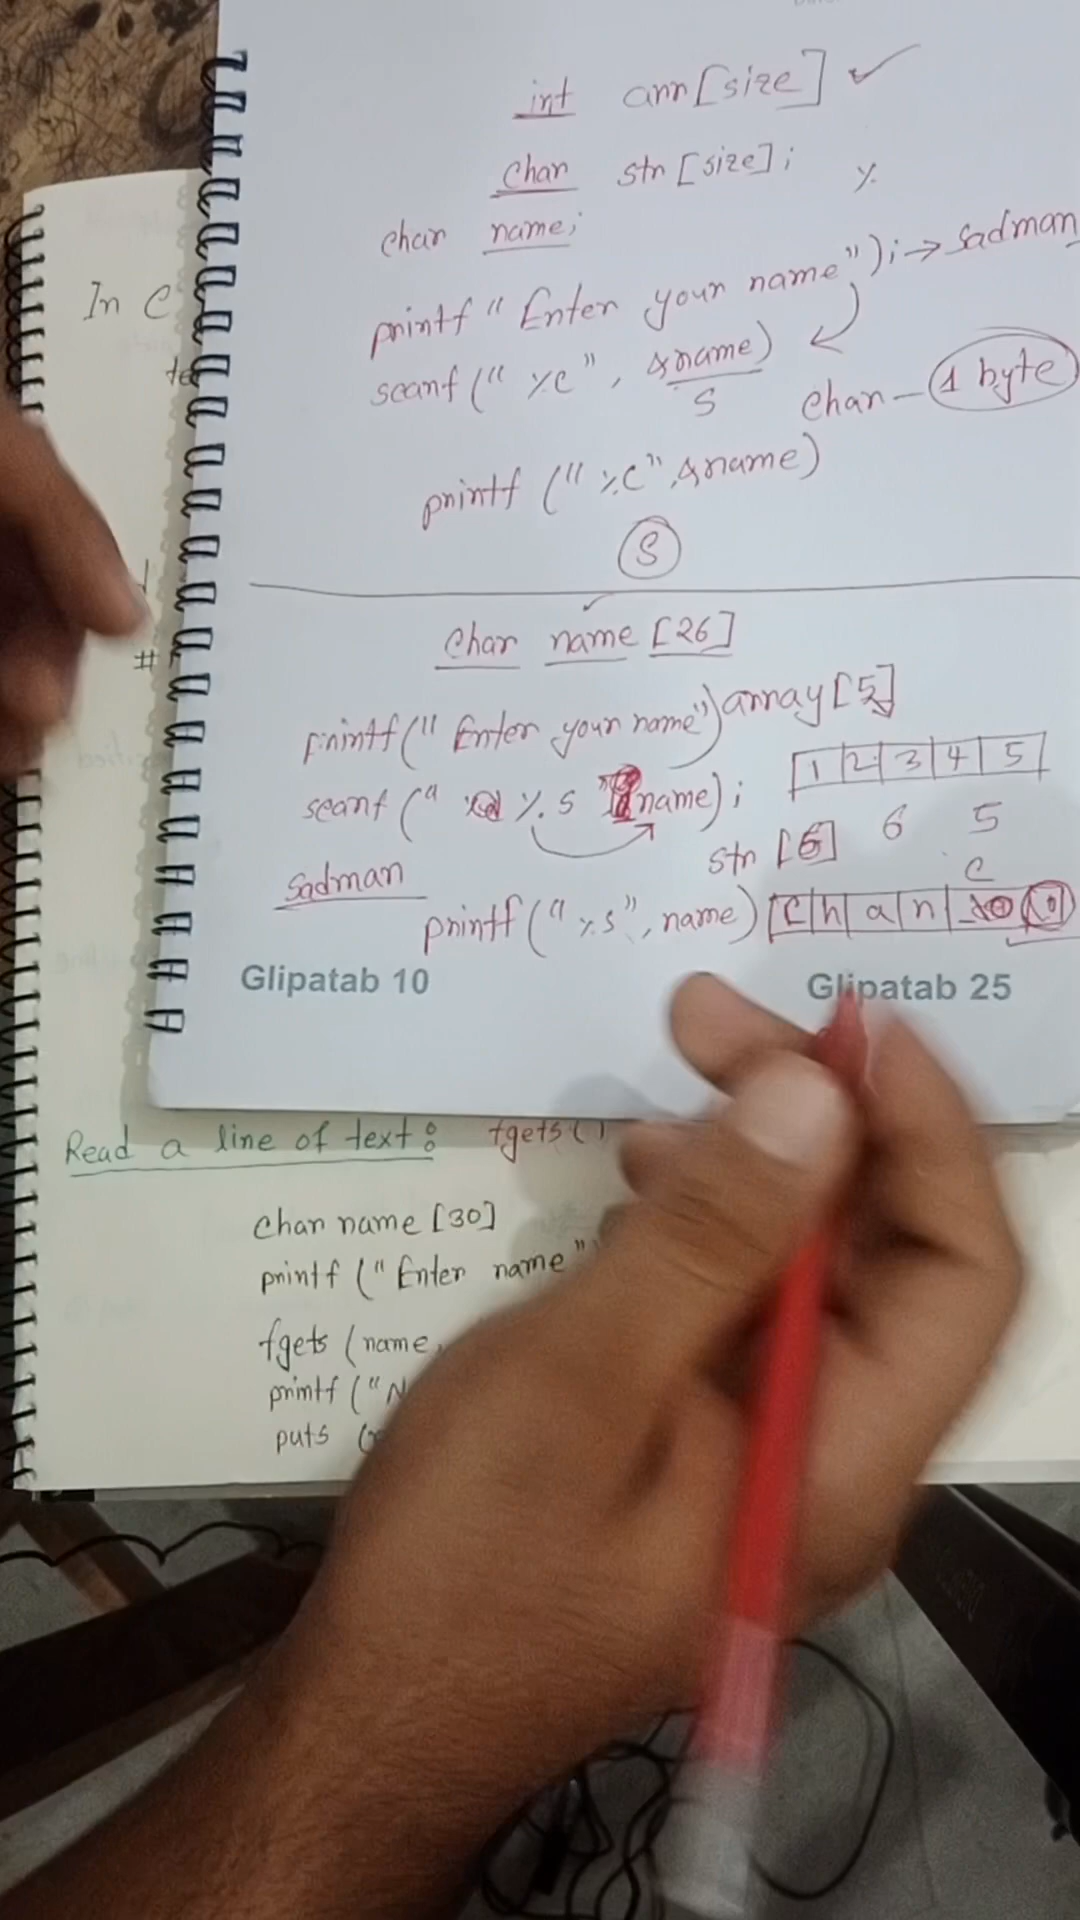 int arr[size] ✓
char str[size]; %
char name;
printf "Enter your name"); → Sadman
scanf("%c", &name)
S
char - 1 byte
printf ("%c", &name)
S
char name [26]
printf("Enter your name") array[5]
1 2 3 4 5
scanf(" %s" name);
6 5
str [6]
Sadman
c
printf("%s", name) c h a r
Glipatab 10 Glipatab 25
In C
#
Read a line of text: fgets()
char name [30]
printf ("Enter name"
fgets (name,
printf ("N
puts (